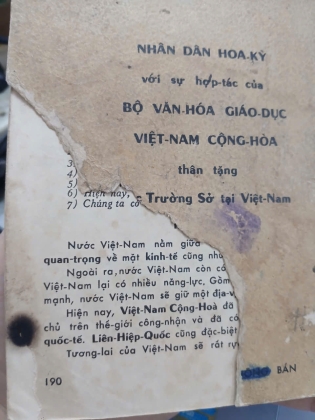 NHÂN DÂN HOA-KỲ
với sự hợp-tác của
BỘ VĂN-HÓA GIÁO-DỤC
VIỆT-NAM CỘNG-HÒA
thân tặng
3.
4)
5)
6) Hiện nay,
7) Chúng ta có
- Trường Sở tại Việt-Nam
Nước Việt-Nam nằm giữa
quan-trọng về mặt kinh-tế cũng như
Ngoài ra, nước Việt-Nam còn có
Việt-Nam lại có nhiều năng-lực, Gồm
mạnh, nước Việt-Nam sẽ giữ một địa-v
Hiện nay, Việt-Nam Cộng-Hoà đã
chủ trên thế-giới công-nhận và đã có
quốc-tế. Liên-Hiệp-Quốc cũng đặc-biệt
Tương-lai của Việt-Nam sẽ rất rự
190
BÁN